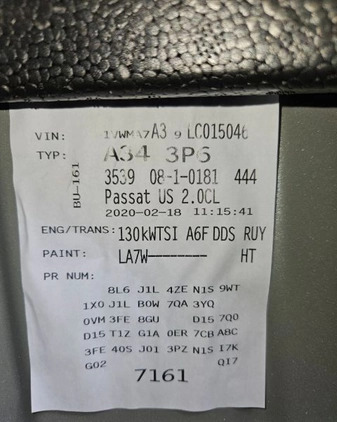 VIN: 1VWMA7A3 9 LC015046
TYP: A34 3P6
BU-161
3539 08-1-0181 444
Passat US 2.0CL
2020-02-18 11:15:41
ENG/TRANS: 130kWTSI A6F DDS RUY
PAINT: LA7W-------- HT
PR NUM:
8L6 J1L 4ZE N1S 9WT
1X0 J1L B0W 7QA 3YQ
0VM 3FE 8GU D15 7Q0
D15 T1Z G1A 0ER 7CB A8C
3FE 40S J01 3PZ N1S I7K
G02 QI7
7161